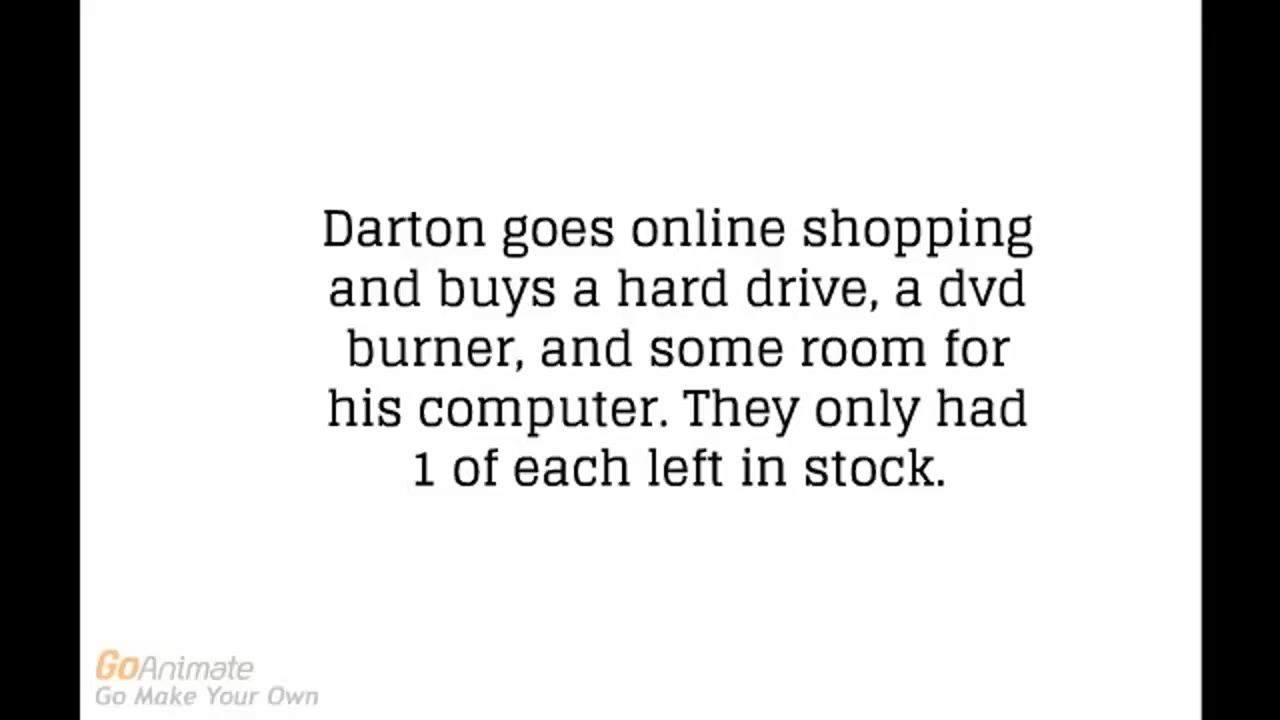 Darton goes online shopping
and buys a hard drive, a dvd
burner, and some room for
his computer. They only had
1 of each left in stock.
GoAnimate
Go Make Your Own